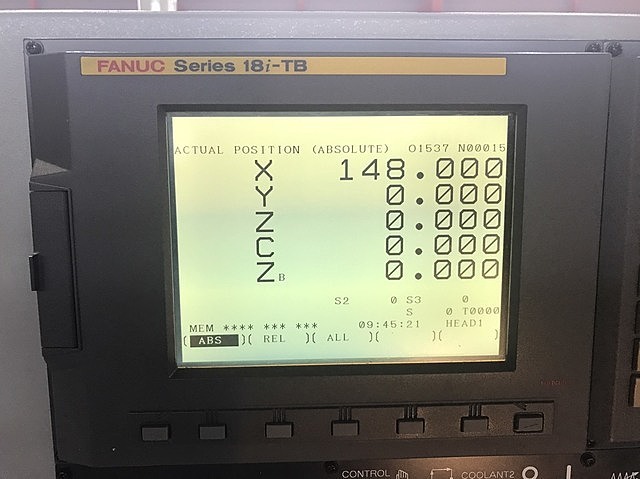 FANUC Series 18i-TB
ACTUAL POSITION (ABSOLUTE) O1537 N00015
X 148.000
Y 0.000
Z 0.000
C 0.000
ZB 0.000
S2 0 S3 0
S 0 T0000
MEM **** *** *** 09:45:21 HEAD1
( ABS )( REL )( ALL )( )( )
CONTROL COOLANT2